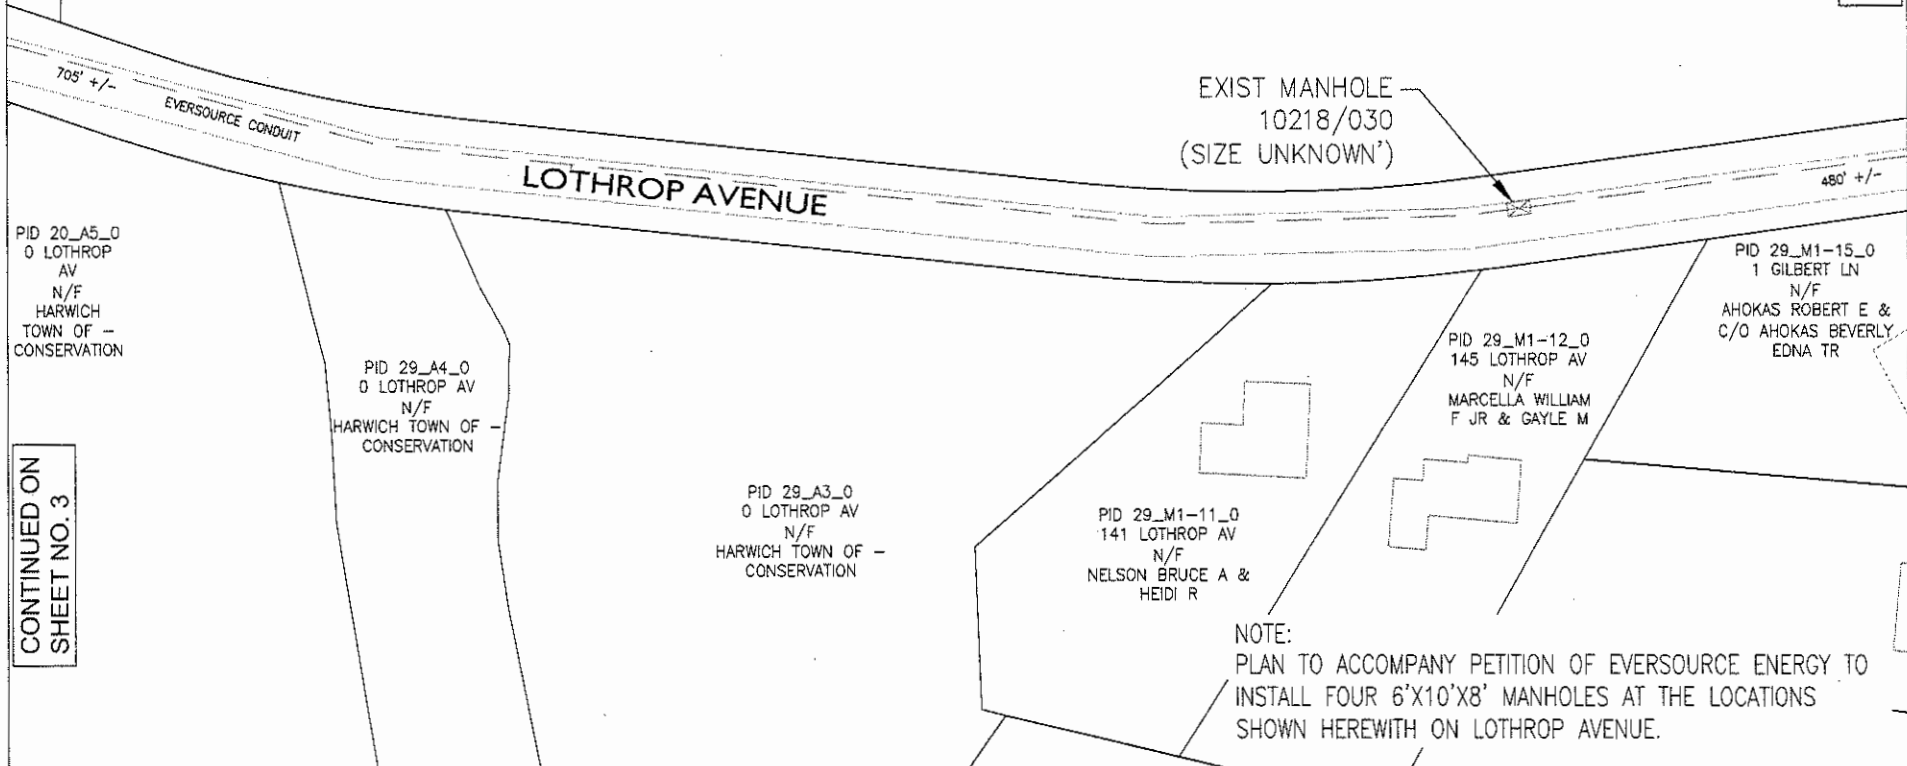 705' +/-
EVERSOURCE CONDUIT
LOTHROP AVENUE
EXIST MANHOLE
10218/030
(SIZE UNKNOWN')
480' +/-
PID 20_A5_0
0 LOTHROP
AV
N/F
HARWICH
TOWN OF -
CONSERVATION
PID 29_A4_0
0 LOTHROP AV
N/F
HARWICH TOWN OF -
CONSERVATION
PID 29_A3_0
0 LOTHROP AV
N/F
HARWICH TOWN OF -
CONSERVATION
PID 29_M1-11_0
141 LOTHROP AV
N/F
NELSON BRUCE A &
HEIDI R
PID 29_M1-12_0
145 LOTHROP AV
N/F
MARCELLA WILLIAM
F JR & GAYLE M
PID 29_M1-15_0
1 GILBERT LN
N/F
AHOKAS ROBERT E &
C/O AHOKAS BEVERLY
EDNA TR
CONTINUED ON
SHEET NO. 3
NOTE:
PLAN TO ACCOMPANY PETITION OF EVERSOURCE ENERGY TO
INSTALL FOUR 6'X10'X8' MANHOLES AT THE LOCATIONS
SHOWN HEREWITH ON LOTHROP AVENUE.